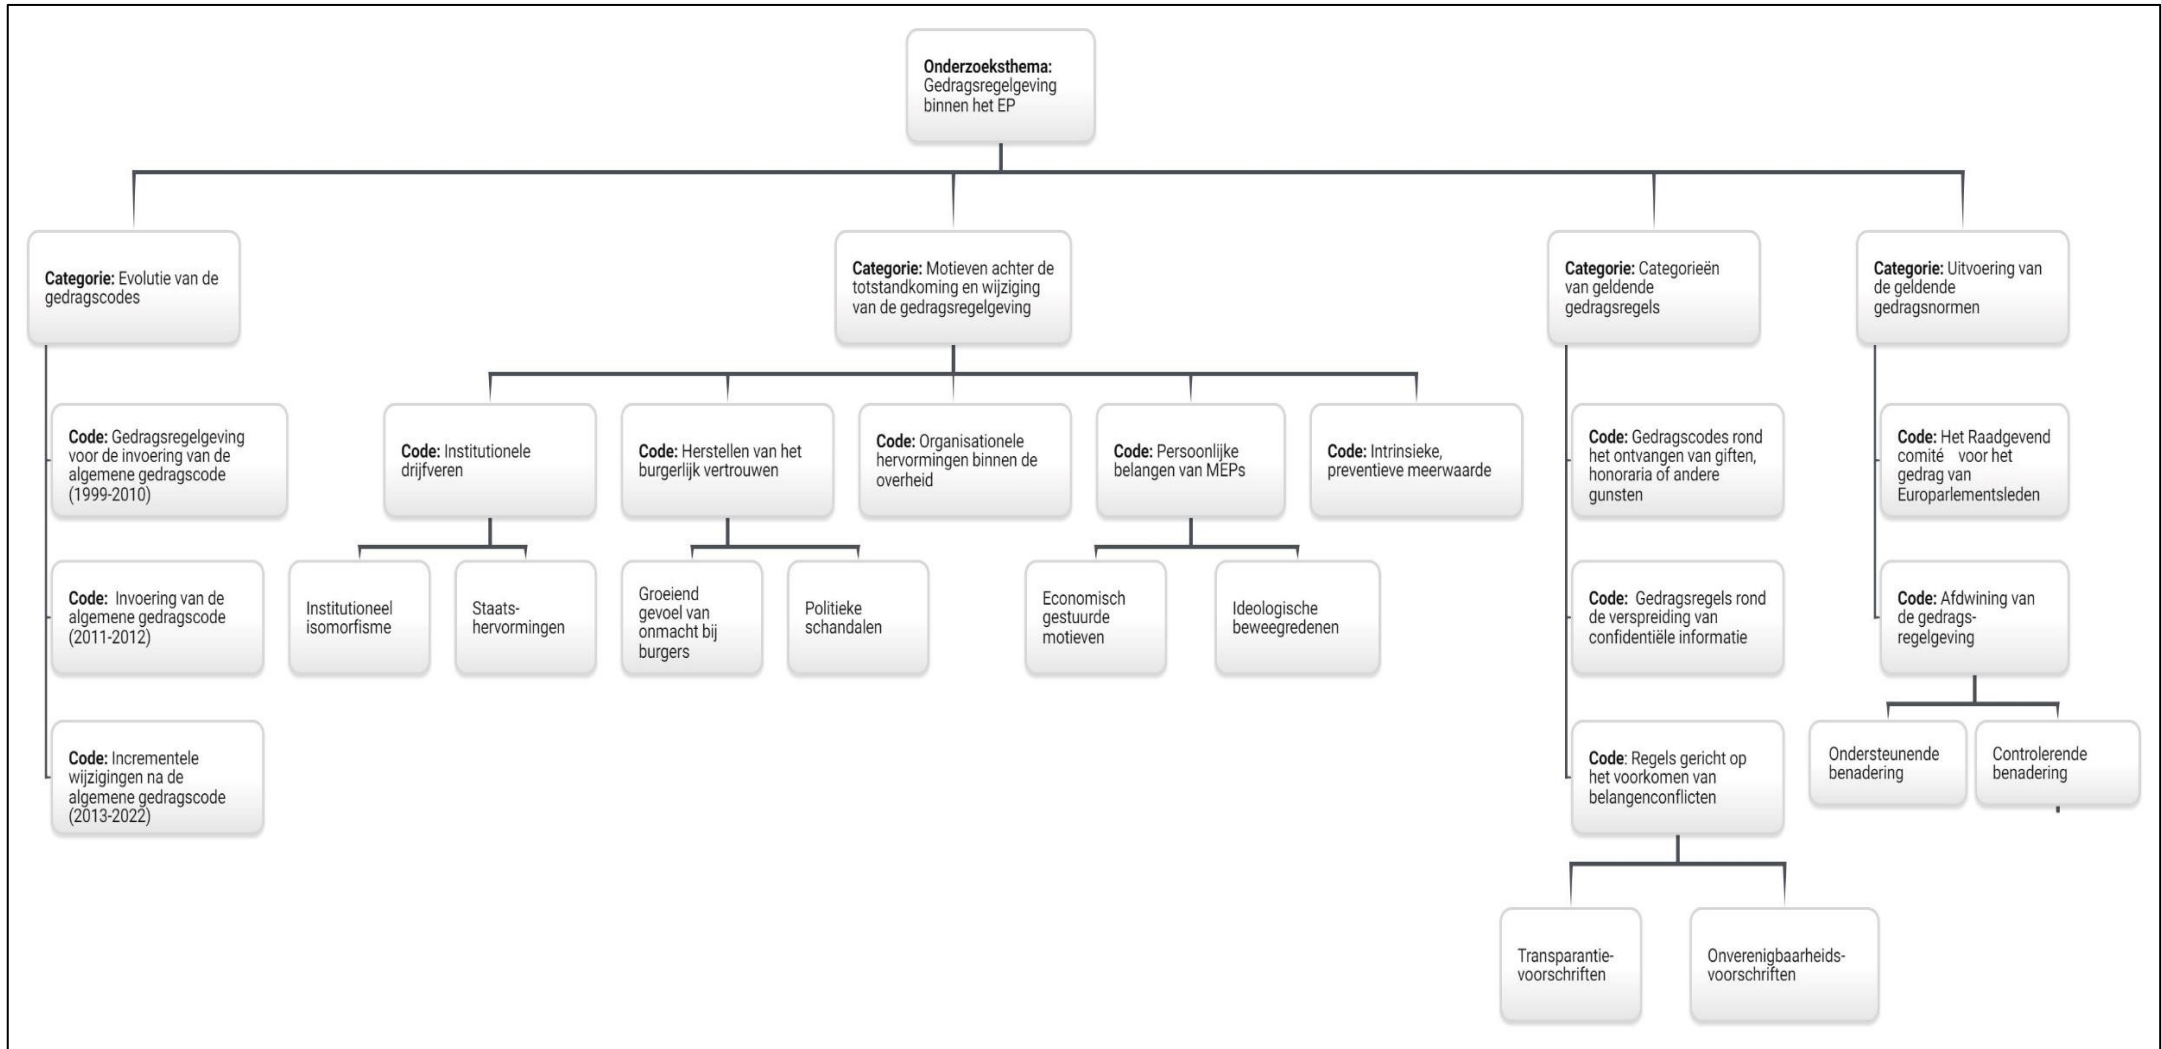 Onderzoeksthema:
Gedragsregelgeving
binnen het EP
Categorie: Evolutie van de
gedragscodes
Categorie: Motieven achter de
totstandkoming en wijziging
van de gedragsregelgeving
Categorie: Categorieën
van geldende
gedragsregels
Categorie: Uitvoering van
de geldende
gedragsnormen
Code: Gedragsregelgeving
voor de invoering van de
algemene gedragscode
(1999-2010)
Code: Institutionele
drijfveren
Code: Herstellen van het
burgerlijk vertrouwen
Code: Organisationele
hervormingen binnen de
overheid
Code: Persoonlijke
belangen van MEPs
Code: Intrinsieke,
preventieve meerwaarde
Code: Gedragscodes rond
het ontvangen van giften,
honoraria of andere
gunsten
Code: Het Raadgevend
comité voor het
gedrag van
Europarlementsleden
Code: Invoering van de
algemene gedragscode
(2011-2012)
Institutioneel
isomorfisme
Staats-
hervormingen
Groeiend
gevoel van
onmacht bij
burgers
Politieke
schandalen
Economisch
gestuurde
motieven
Ideologische
beweegredenen
Code: Gedragsregels rond
de verspreiding van
confidentiële informatie
Code: Afdwining van
de gedrags-
regelgeving
Code: Incrementele
wijzigingen na de
algemene gedragscode
(2013-2022)
Code: Regels gericht op
het voorkomen van
belangenconflicten
Ondersteunende
benadering
Controlerende
benadering
Transparantie-
voorschriften
Onverenigbaarheids-
voorschriften